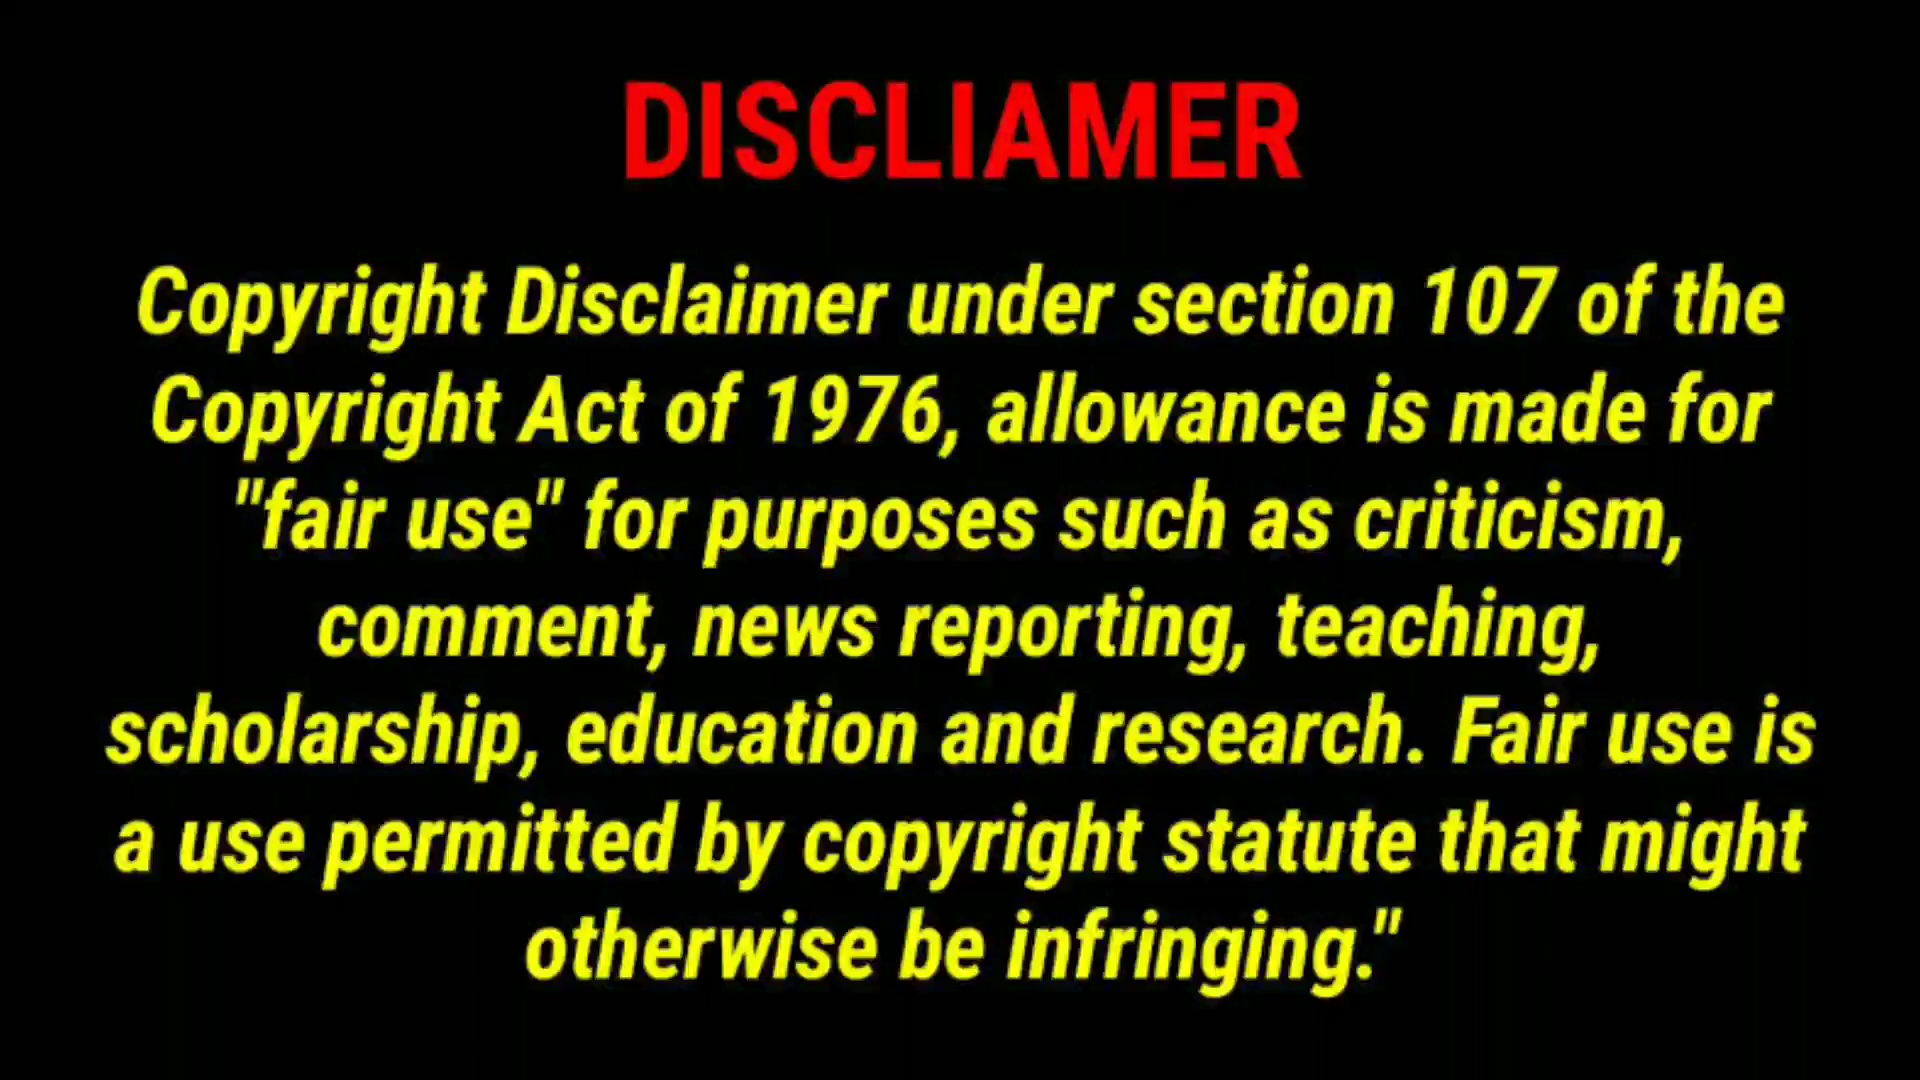 DISCLIAMER
Copyright Disclaimer under section 107 of the
Copyright Act of 1976, allowance is made for
"fair use" for purposes such as criticism,
comment, news reporting, teaching,
scholarship, education and research. Fair use is
a use permitted by copyright statute that might
otherwise be infringing."